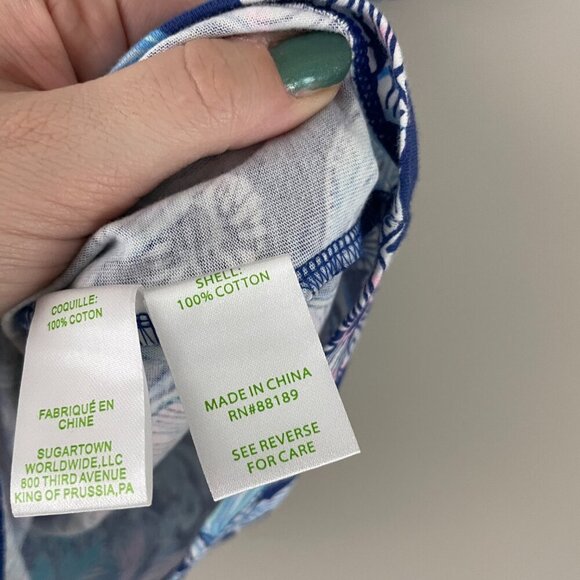 COQUILLE:
100% COTON
FABRIQUÉ EN
CHINE
SUGARTOWN
WORLDWIDE,LLC
800 THIRD AVENUE
KING OF PRUSSIA,PA
SHELL:
100% COTTON
MADE IN CHINA
RN#88189
SEE REVERSE
FOR CARE